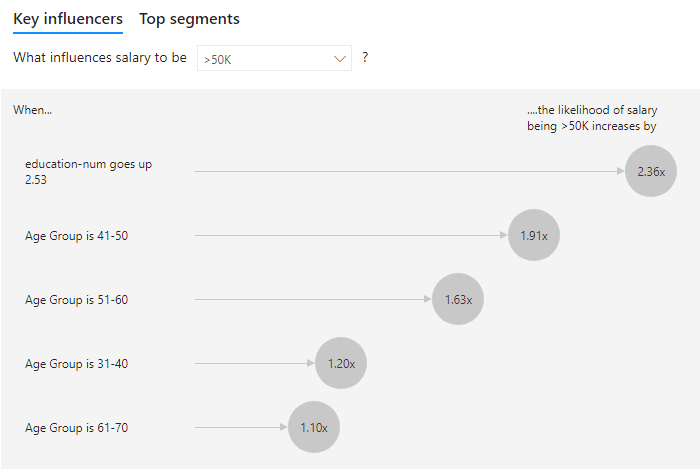 Key influencers Top segments
What influences salary to be >50K ?
When...
....the likelihood of salary
being >50K increases by
education-num goes up
2.53
2.36x
Age Group is 41-50 1.91x
Age Group is 51-60 1.63x
Age Group is 31-40 1.20x
Age Group is 61-70 1.10x